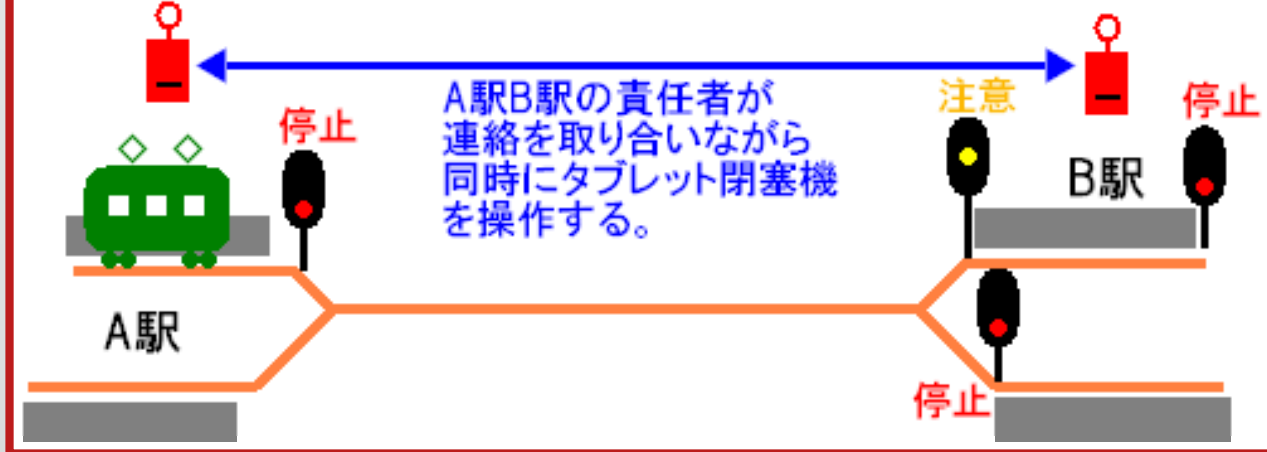 停止
A駅B駅の責任者が
連絡を取り合いながら
同時にタブレット閉塞機
を操作する。
注意
停止
B駅
A駅
停止